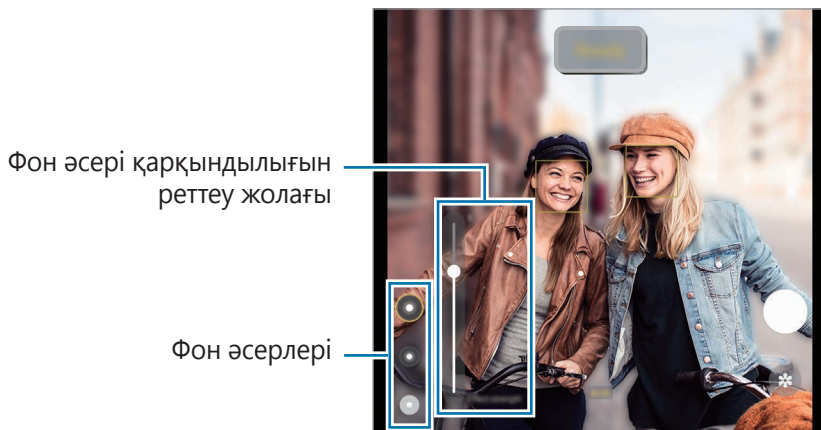 Фон әсері қарқындылығын
реттеу жолағы
Фон әсерлері